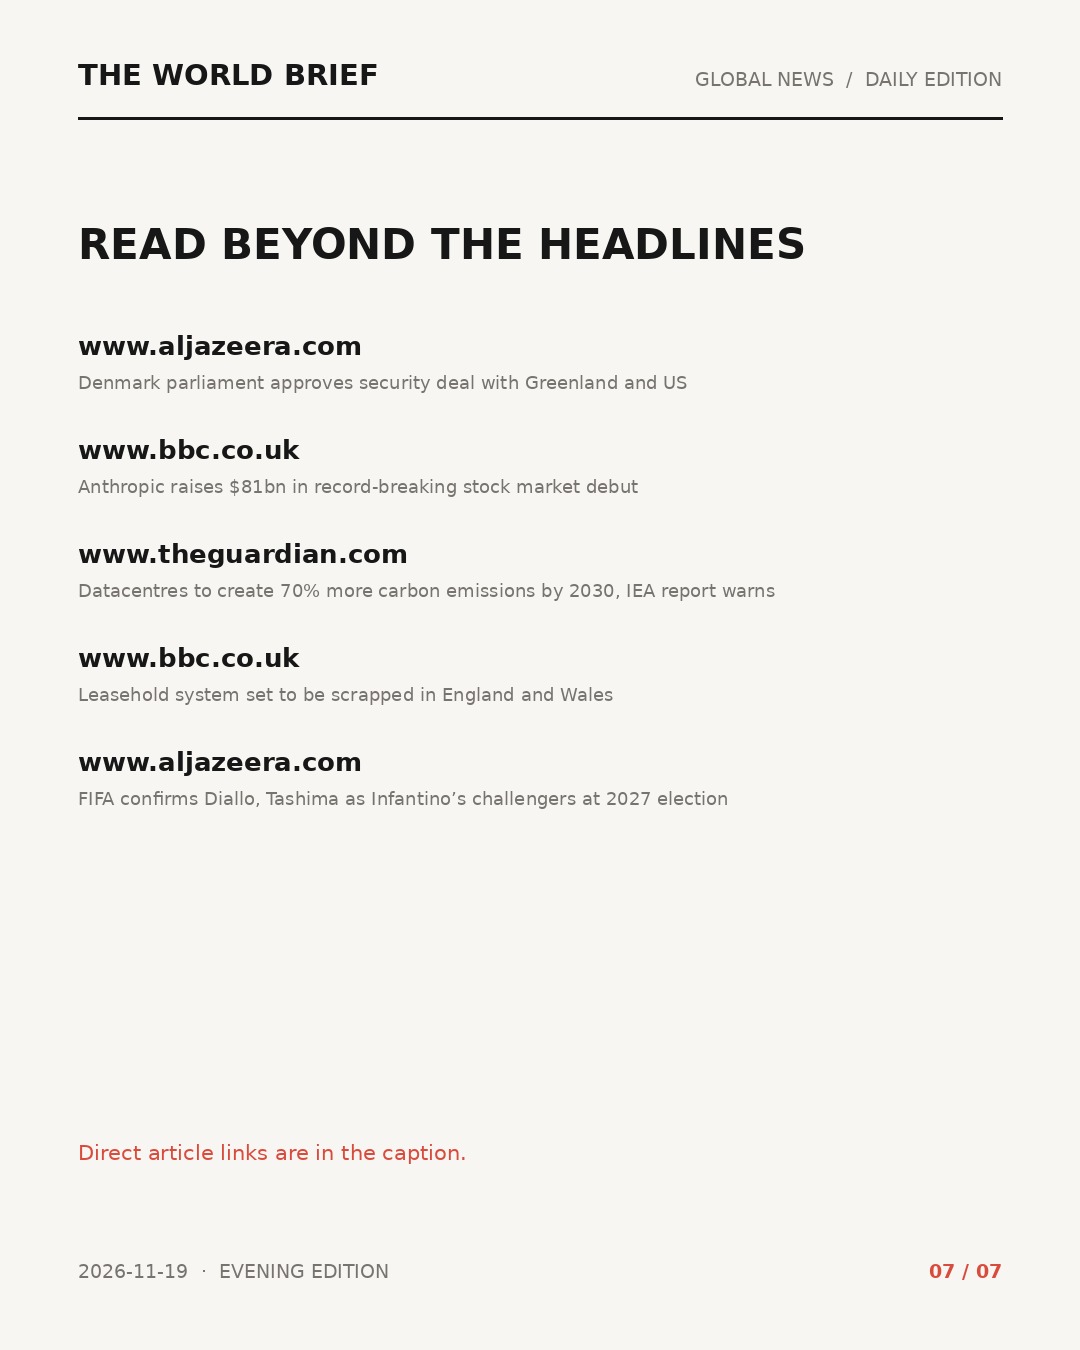 THE WORLD BRIEF
GLOBAL NEWS / DAILY EDITION
READ BEYOND THE HEADLINES
www.aljazeera.com
Denmark parliament approves security deal with Greenland and US
www.bbc.co.uk
Anthropic raises $81bn in record-breaking stock market debut
www.theguardian.com
Datacentres to create 70% more carbon emissions by 2030, IEA report warns
www.bbc.co.uk
Leasehold system set to be scrapped in England and Wales
www.aljazeera.com
FIFA confirms Diallo, Tashima as Infantino’s challengers at 2027 election
Direct article links are in the caption.
2026-11-19 · EVENING EDITION
07 / 07